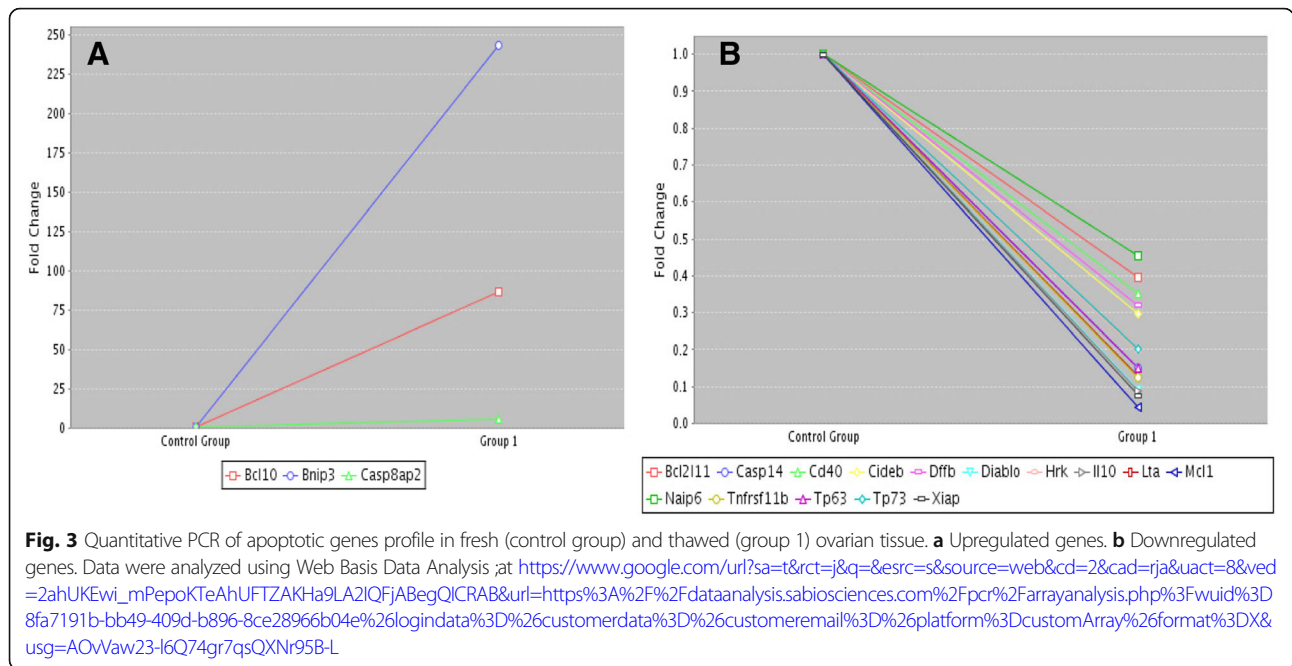 A
B
250
225
200
175
150
125
100
75
50
25
0
Fold Change
Control Group
Group 1
Bcl10 Bnip3 Casp8ap2
1.0
0.9
0.8
0.7
0.6
0.5
0.4
0.3
0.2
0.1
0.0
Fold Change
Control Group
Group 1
Bcl2l11 Casp14 Cd40 Cideb Dffb Diablo Hrk Il10 Lta Mcl1
Naip6 Tnfrsf11b Tp63 Tp73 Xiap
Fig. 3 Quantitative PCR of apoptotic genes profile in fresh (control group) and thawed (group 1) ovarian tissue. a Upregulated genes. b Downregulated
genes. Data were analyzed using Web Basis Data Analysis ;at https://www.google.com/url?sa=t&rct=j&q=&esrc=s&source=web&cd=2&cad=rja&uact=8&ved
=2ahUKEwi_mPepoKTeAhUFTZAKHa9LA2IQFjABegQICRAB&url=https%3A%2F%2Fdataanalysis.sabiosciences.com%2Fpcr%2Farrayanalysis.php%3Fwuid%3D
8fa7191b-bb49-409d-b896-8ce28966b04e%26logindata%3D%26customerdata%3D%26customeremail%3D%26platform%3DcustomArray%26format%3DX&
usg=AOvVaw23-l6Q74gr7qsQXNr95B-L